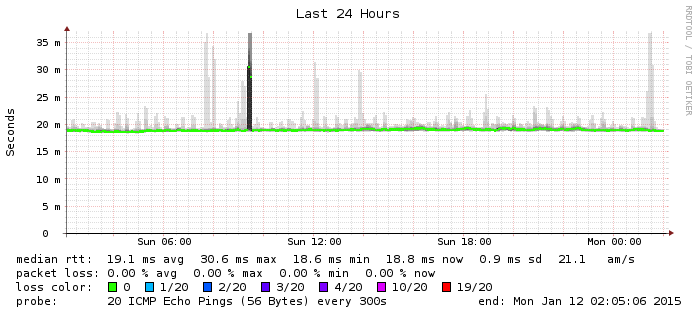 Last 24 Hours
RRDTOOL / TOBI OETIKER
Seconds
35 m
30 m
25 m
20 m
15 m
10 m
5 m
0
Sun 06:00 Sun 12:00 Sun 18:00 Mon 00:00
median rtt: 19.1 ms avg 30.6 ms max 18.6 ms min 18.8 ms now 0.9 ms sd 21.1 am/s
packet loss: 0.00 % avg 0.00 % max 0.00 % min 0.00 % now
loss color: 0 1/20 2/20 3/20 4/20 10/20 19/20
probe: 20 ICMP Echo Pings (56 Bytes) every 300s end: Mon Jan 12 02:05:06 2015